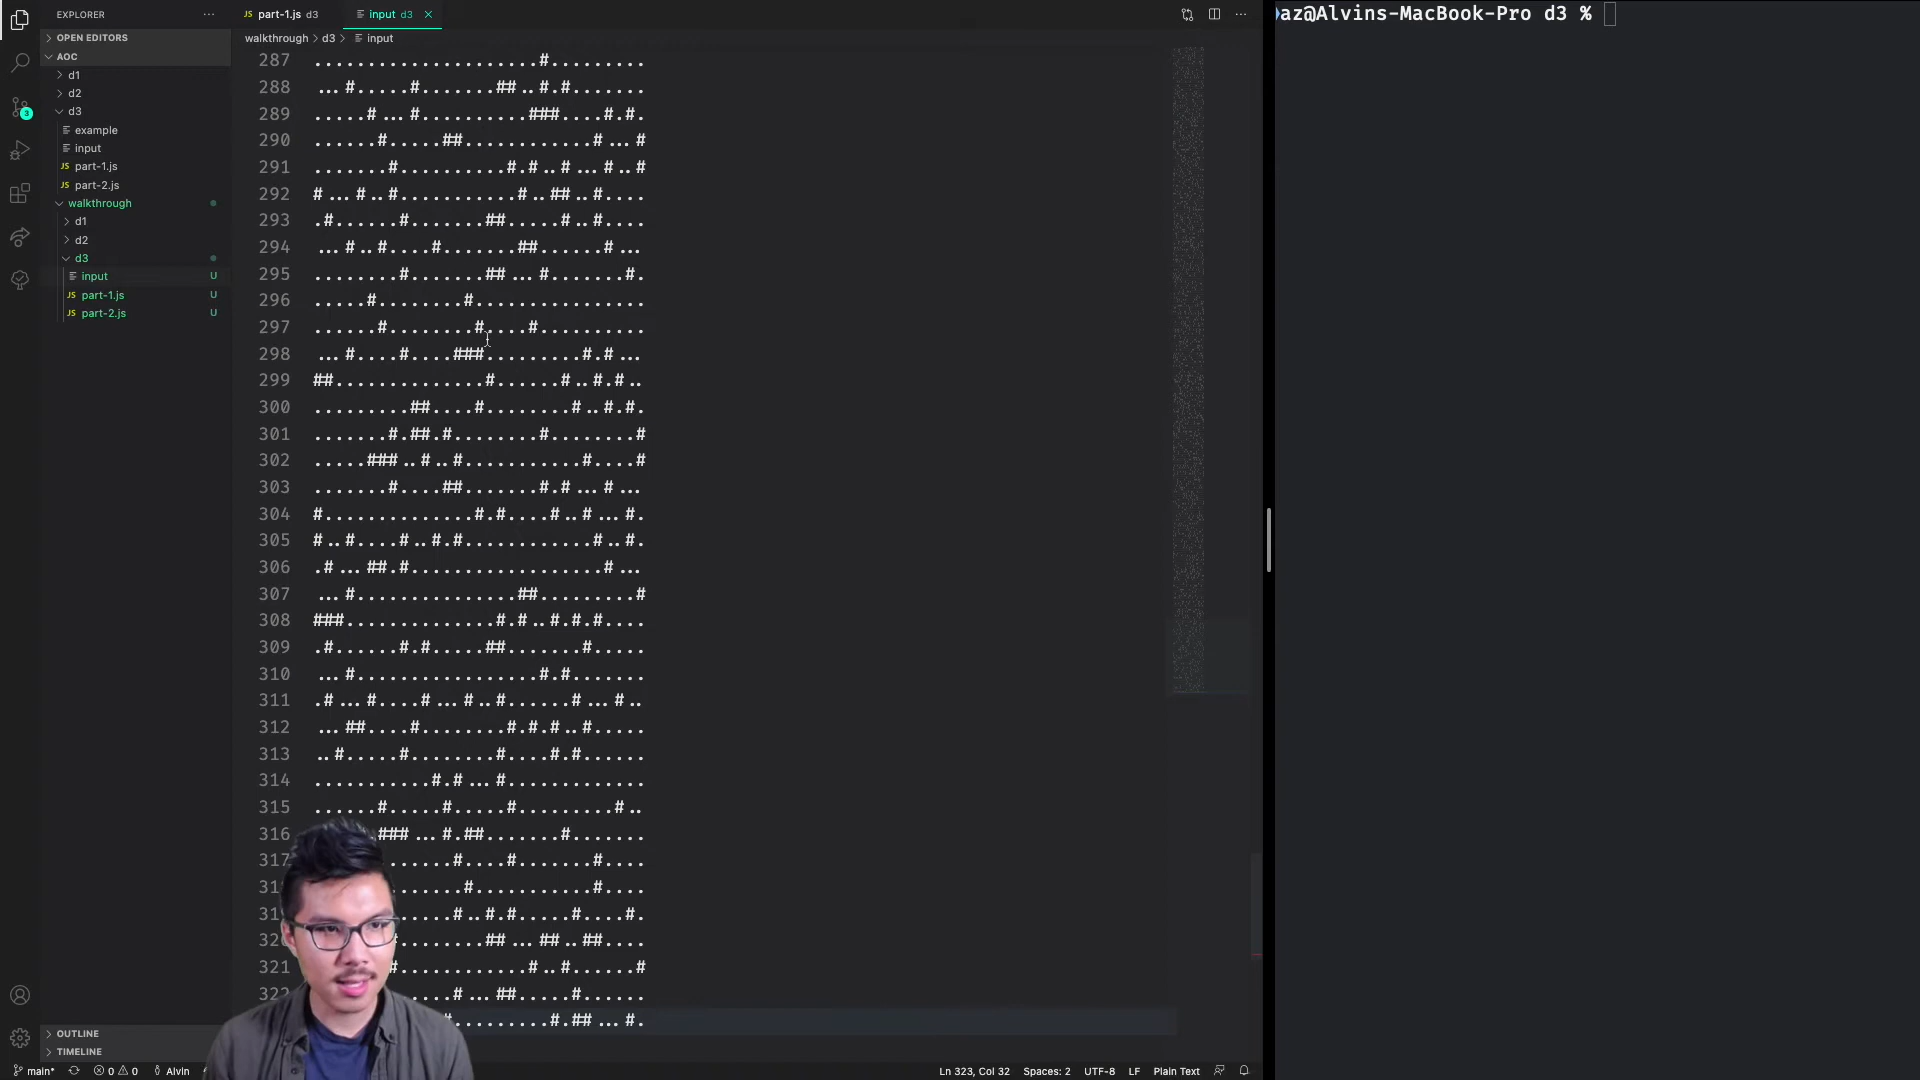 EXPLORER ...
part-1.js d3
input d3
az@Alvins-MacBook-Pro d3 %
OPEN EDITORS
walkthrough > d3 > input
AOC
d1
d2
d3
example
input
part-1.js
part-2.js
walkthrough
d1
d2
d3
input U
part-1.js U
part-2.js U
287 .....................#.........
288 ...#.....#.......##..#.#.......
289 .....#...#..........###....#.#.
290 ......#.....##............#...#
291 .......#..........#.#..#...#..#
292 #...#..#...........#..##..#....
293 .#......#.......##.....#..#....
294 ...#..#....#.......##......#...
295 ........#.......##...#.......#.
296 .....#........#................
297 ......#........#....#..........
298 ...#....#....###.........#.#...
299 ##..............#......#..#.#..
300 .........##....#........#..#.#.
301 .......#.##.#........#........#
302 .....###..#..#...........#....#
303 .......#....##.......#.#...#...
304 #..............#.#....#..#...#.
305 #..#....#..#.#............#..#.
306 .#...##.#..................#...
307 ...#...............##.........#
308 ###..............#.#..#.#.#....
309 .#......#.#.....##.......#.....
310 ...#.................#.#.......
311 .#...#....#...#..#......#...#..
312 ...##....#........#.#.#..#.....
313 ..#.....#........#....#.#......
314 ...........#.#...#.............
315 ......#.....#.....#.........#..
316 ###...#.##.......#.......
317 ......#....#.......#....
......#...........#....
......#..#.#.....#....#.
#........##...##..##....
321 #............#..#......#
......#...##.....#......
#.........#.##...#.
OUTLINE
TIMELINE
main* 0 0 Alvin
Ln 323, Col 32 Spaces: 2 UTF-8 LF Plain Text